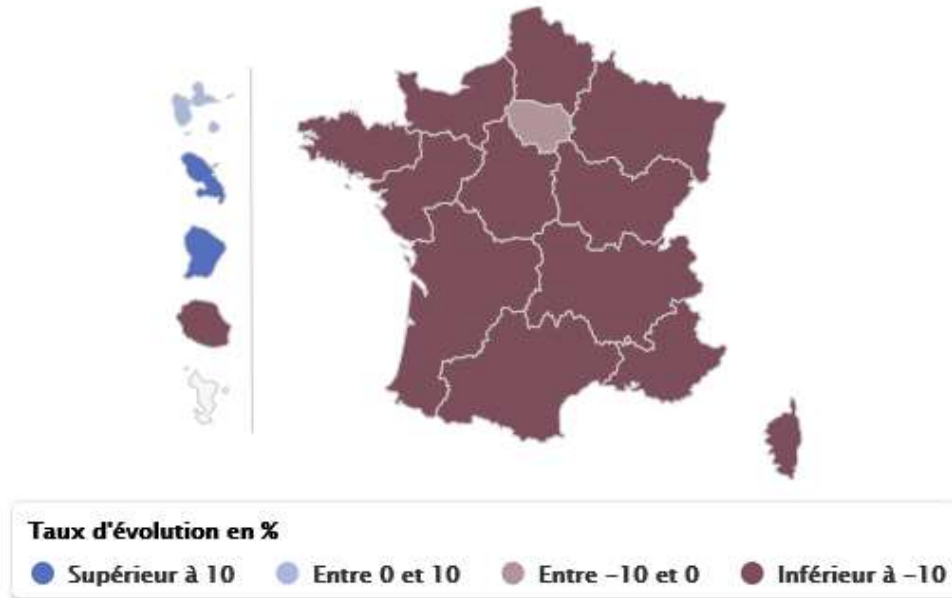 Taux d'évolution en %
Supérieur à 10 Entre 0 et 10 Entre −10 et 0 Inférieur à −10